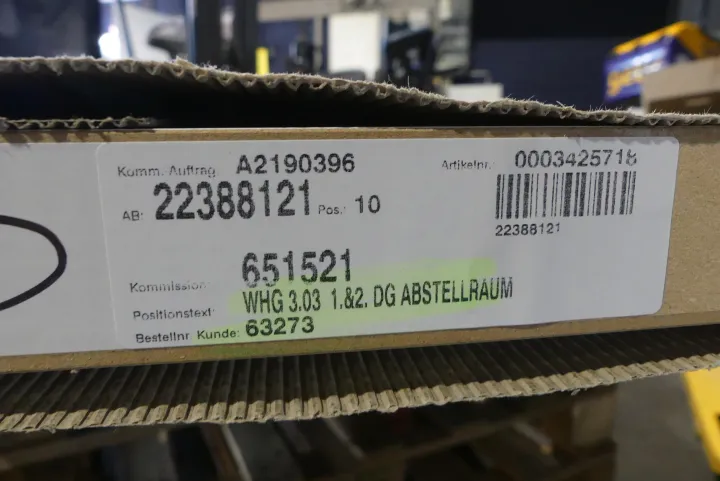 Komm. Auftrag: A2190396
Artikelnr.: 0003425718
AB: 22388121 Pos.: 10
22388121
Kommission: 651521
Positionstext: WHG 3.03 1.&2. DG ABSTELLRAUM
Bestellnr Kunde: 63273